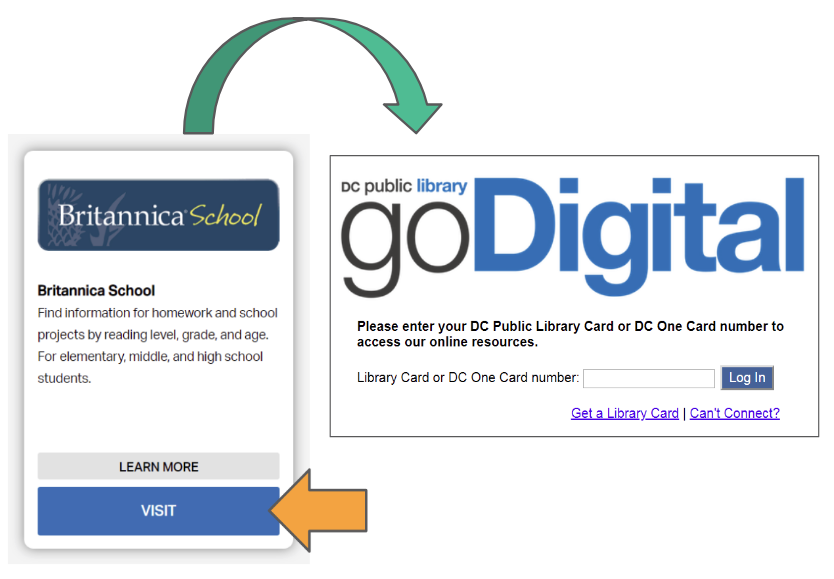 Britannica School
Britannica School
Find information for homework and school
projects by reading level, grade, and age.
For elementary, middle, and high school
students.
LEARN MORE
VISIT
DC public library
goDigital
Please enter your DC Public Library Card or DC One Card number to
access our online resources.
Library Card or DC One Card number: Log In
Get a Library Card | Can't Connect?